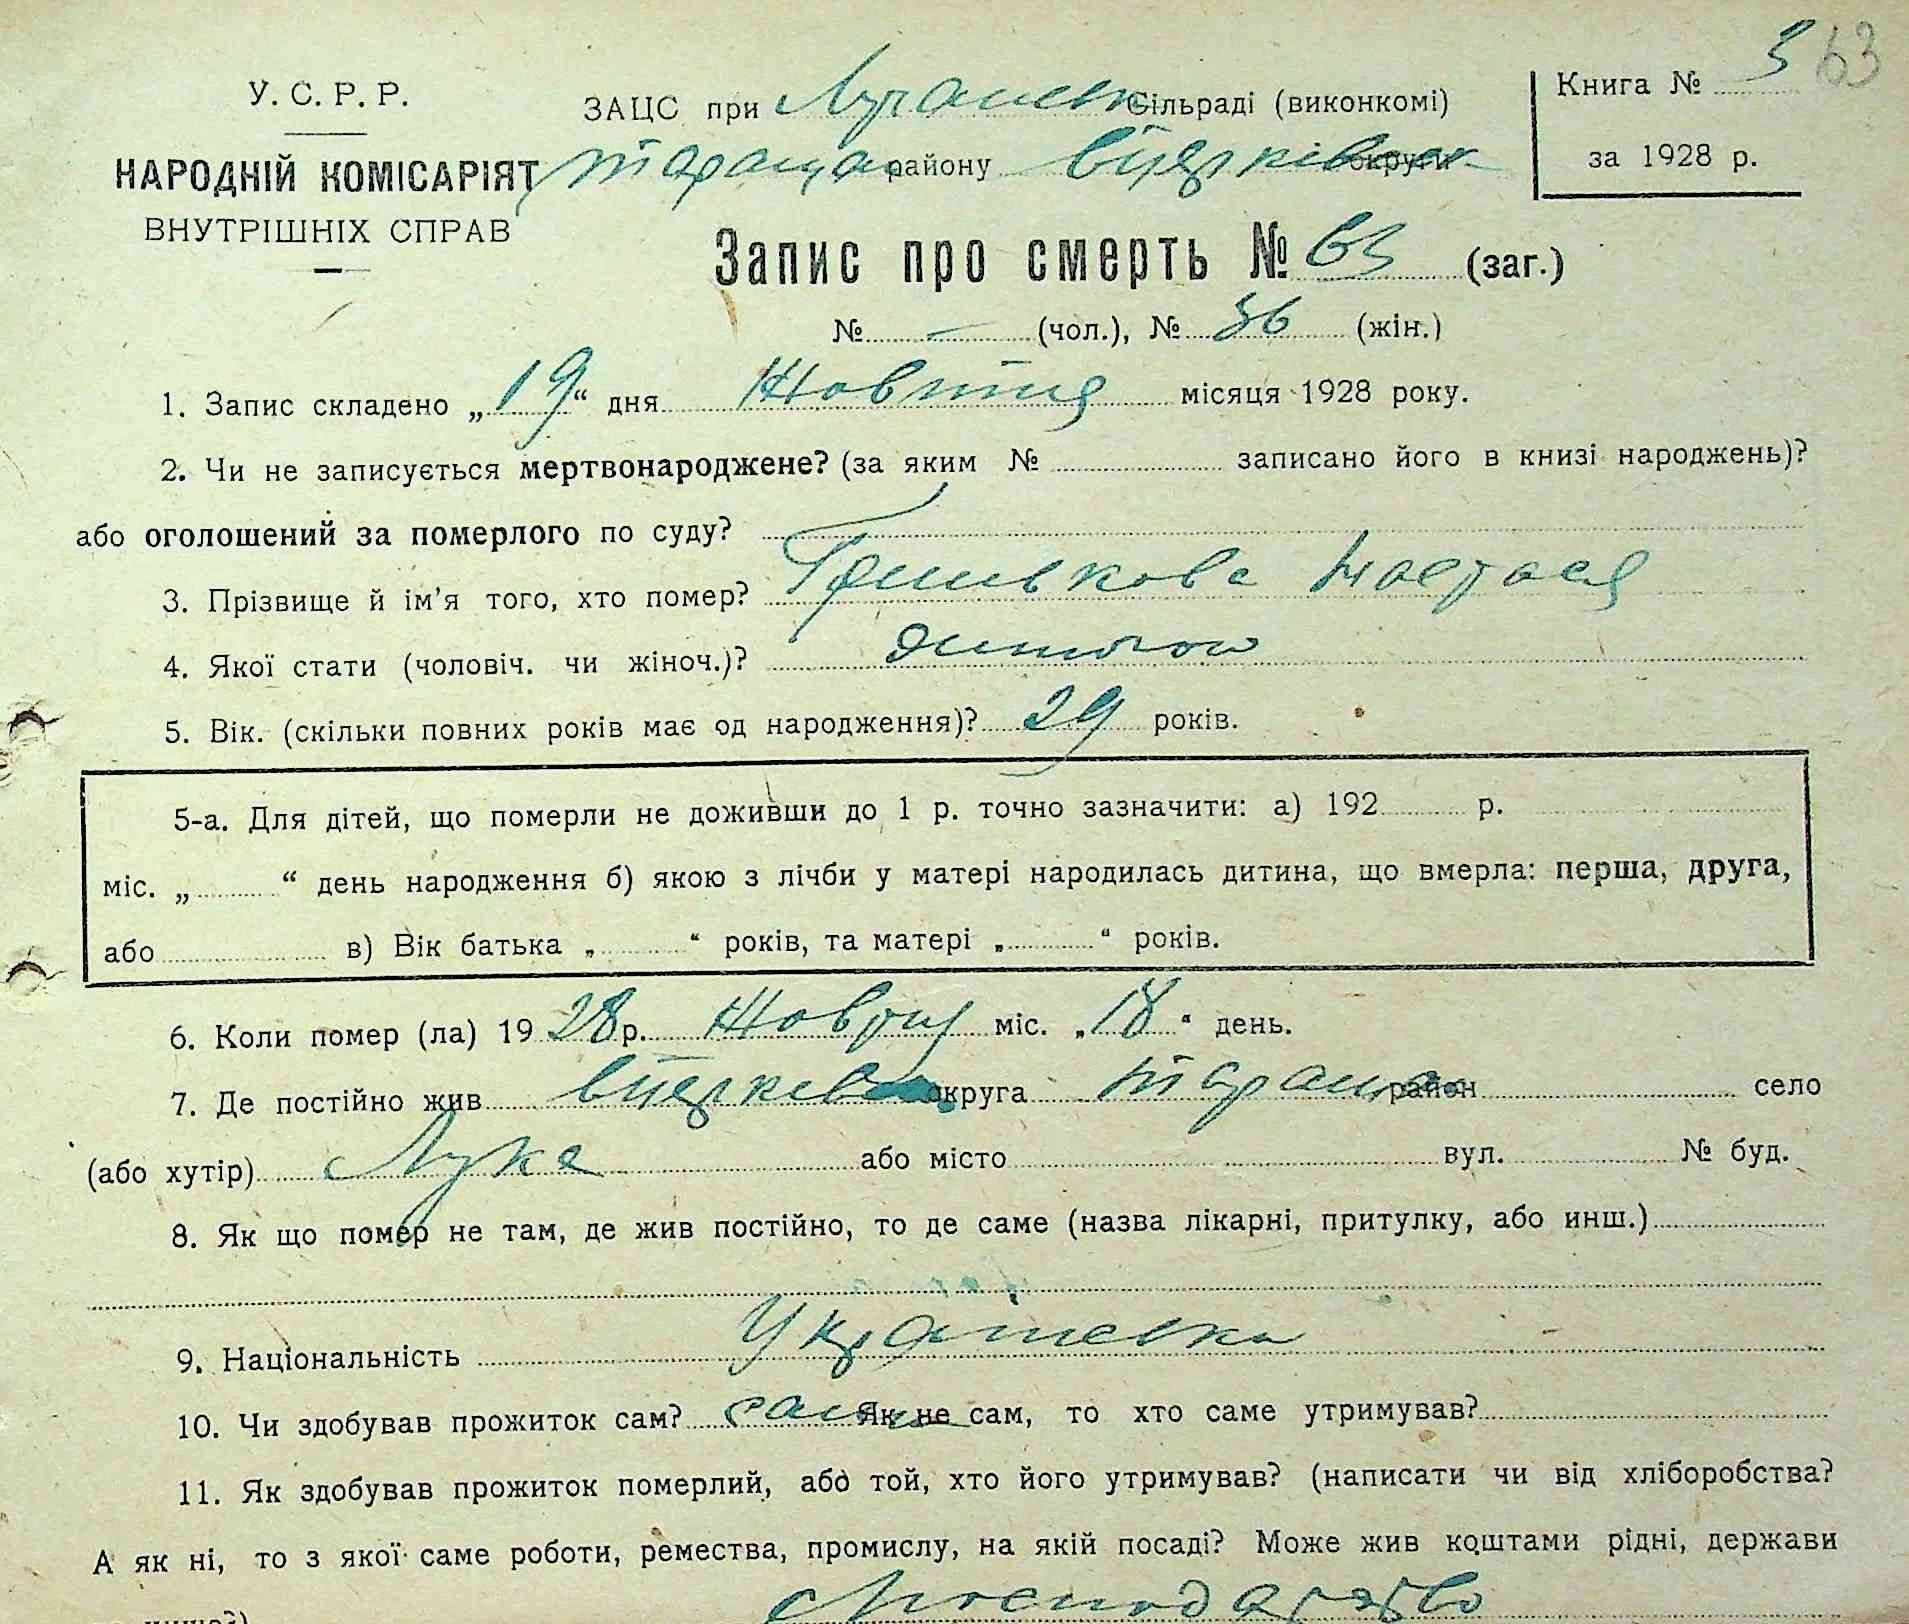 3 63
У. С. Р. Р.
НАРОДНІЙ КОМІСАРІЯТ
ВНУТРІШНІХ СПРАВ
ЗАЦС при Лучанськ Сільраді (виконкомі)
Таращан району Бцерківськ округи
Книга № 3
за 1928 р.
Запис про смерть № 63 (заг.)
№ — (чол.), № 36 (жін.)
1. Запис складено „19“ дня Жовтня місяця 1928 року.
2. Чи не записується мертвонароджене? (за яким № записано його в книзі народжень)?
або оголошений за померлого по суду?
3. Прізвище й ім'я того, хто помер? Настася
4. Якої стати (чоловіч. чи жіноч.)?
5. Вік. (скільки повних років має од народження)? 29 років.
5-а. Для дітей, що померли не доживши до 1 р. точно зазначити: а) 192 р.
міс. „ “ день народження б) якою з лічби у матері народилась дитина, що вмерла: перша, друга,
або в) Вік батька „ “ років, та матері „ “ років.
6. Коли помер (ла) 1928 р. Жовтня міс. „18“ день.
7. Де постійно жив Бцерківськ округа Таращан район село
(або хутір) Лука або місто вул. № буд.
8. Як що помер не там, де жив постійно, то де саме (назва лікарні, притулку, або инш.)
9. Національність Українка
10. Чи здобував прожиток сам? сама Як не сам, то хто саме утримував?
11. Як здобував прожиток померлий, або той, хто його утримував? (написати чи від хліборобства?
А як ні, то з якої саме роботи, ремества, промислу, на якій посаді? Може жив коштами рідні, держави